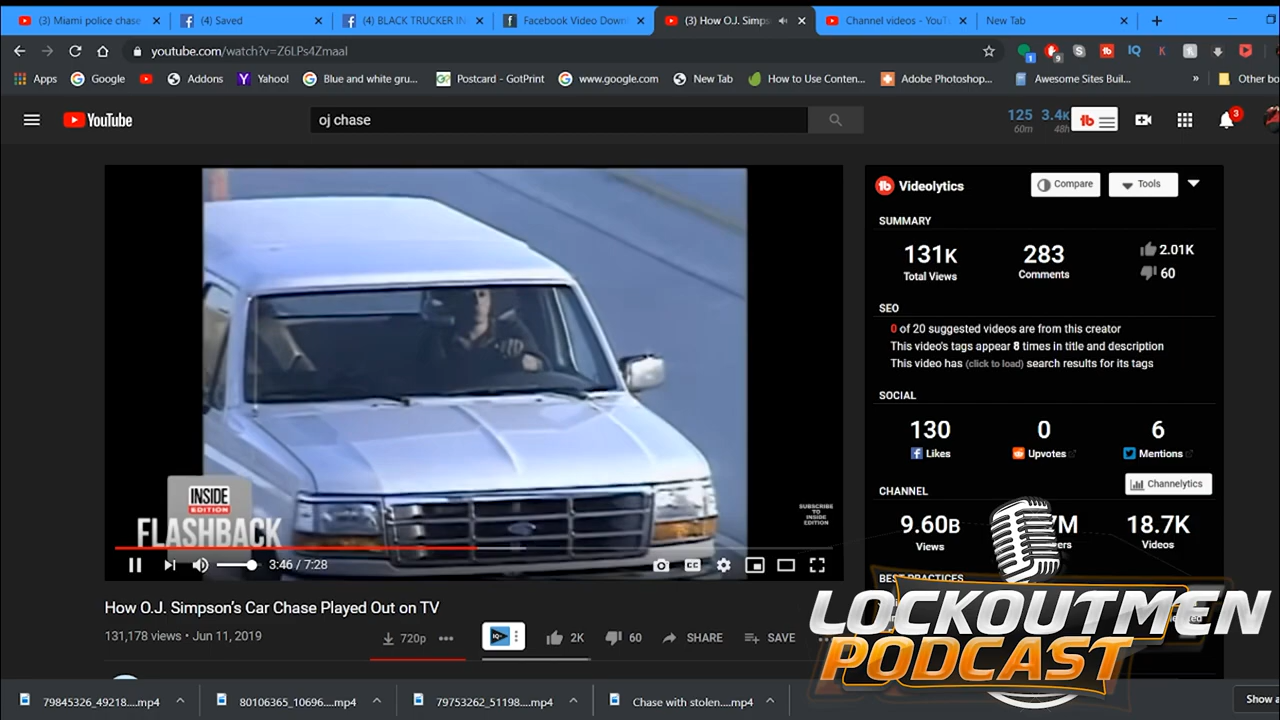 (3) Miami police chase
(4) Saved
(4) BLACK TRUCKER IN
Facebook Video Down
(3) How O.J. Simps
Channel videos - YouT
New Tab
youtube.com/watch?v=Z6LPs4Zmaal
Apps
Google
Addons
Yahoo!
Blue and white gru...
Postcard - GotPrint
www.google.com
New Tab
How to Use Conten...
Adobe Photoshop...
Awesome Sites Buil...
»
Other bo
YouTube
oj chase
125
60m
3.4K
48h
3
Videolytics
Compare
Tools
SUMMARY
131K
Total Views
283
Comments
2.01K
60
SEO
0 of 20 suggested videos are from this creator
This video's tags appear 8 times in title and description
This video has (click to load) search results for its tags
SOCIAL
130
Likes
0
Upvotes
6
Mentions
Channelytics
CHANNEL
9.60B
Views
M
ers
18.7K
Videos
BEST PRACTICES
INSIDE
EDITION
FLASHBACK
SUBSCRIBE
TO
INSIDE
EDITION
3:46 / 7:28
How O.J. Simpson's Car Chase Played Out on TV
131,178 views • Jun 11, 2019
720p
2K
60
SHARE
SAVE
LOCKOUTMEN
PODCAST
79845326_49218....mp4
80106365_10696....mp4
79753262_51198....mp4
Chase with stolen....mp4
Show a